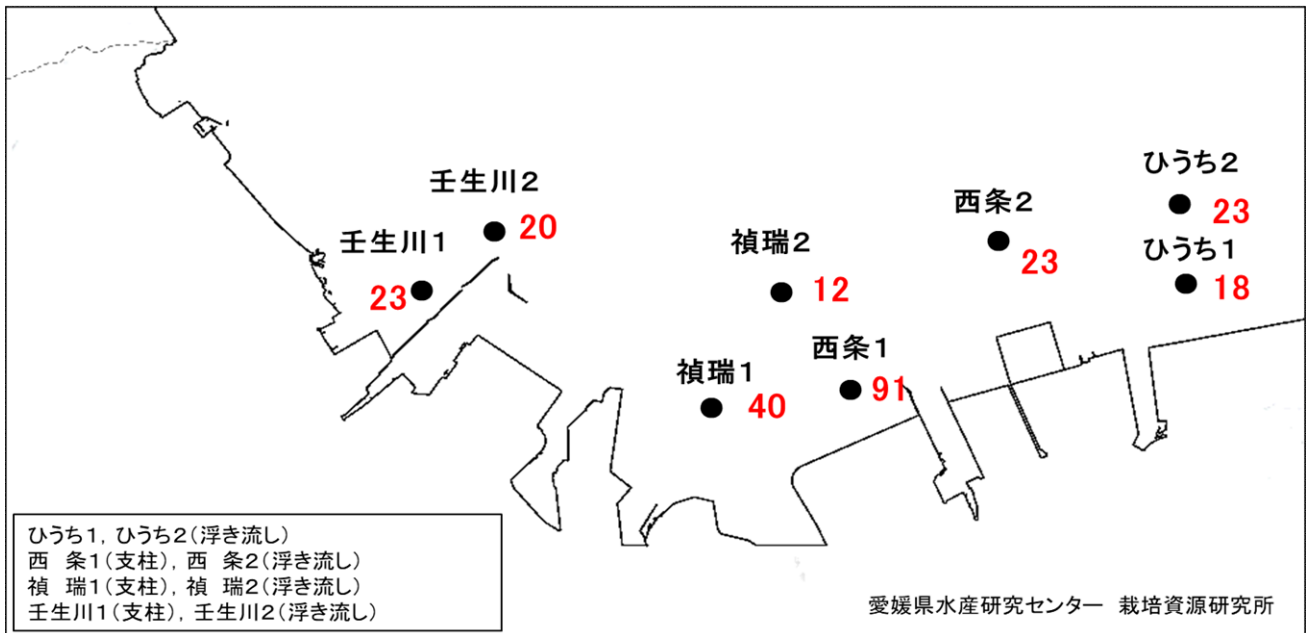 ひうち2
23
壬生川2
20
西条2
23
壬生川1
23
禎瑞2
12
ひうち1
18
西条1
91
禎瑞1
40
ひうち1, ひうち2(浮き流し)
西 条1(支柱), 西 条2(浮き流し)
禎 瑞1(支柱), 禎 瑞2(浮き流し)
壬生川1(支柱), 壬生川2(浮き流し)
愛媛県水産研究センター 栽培資源研究所